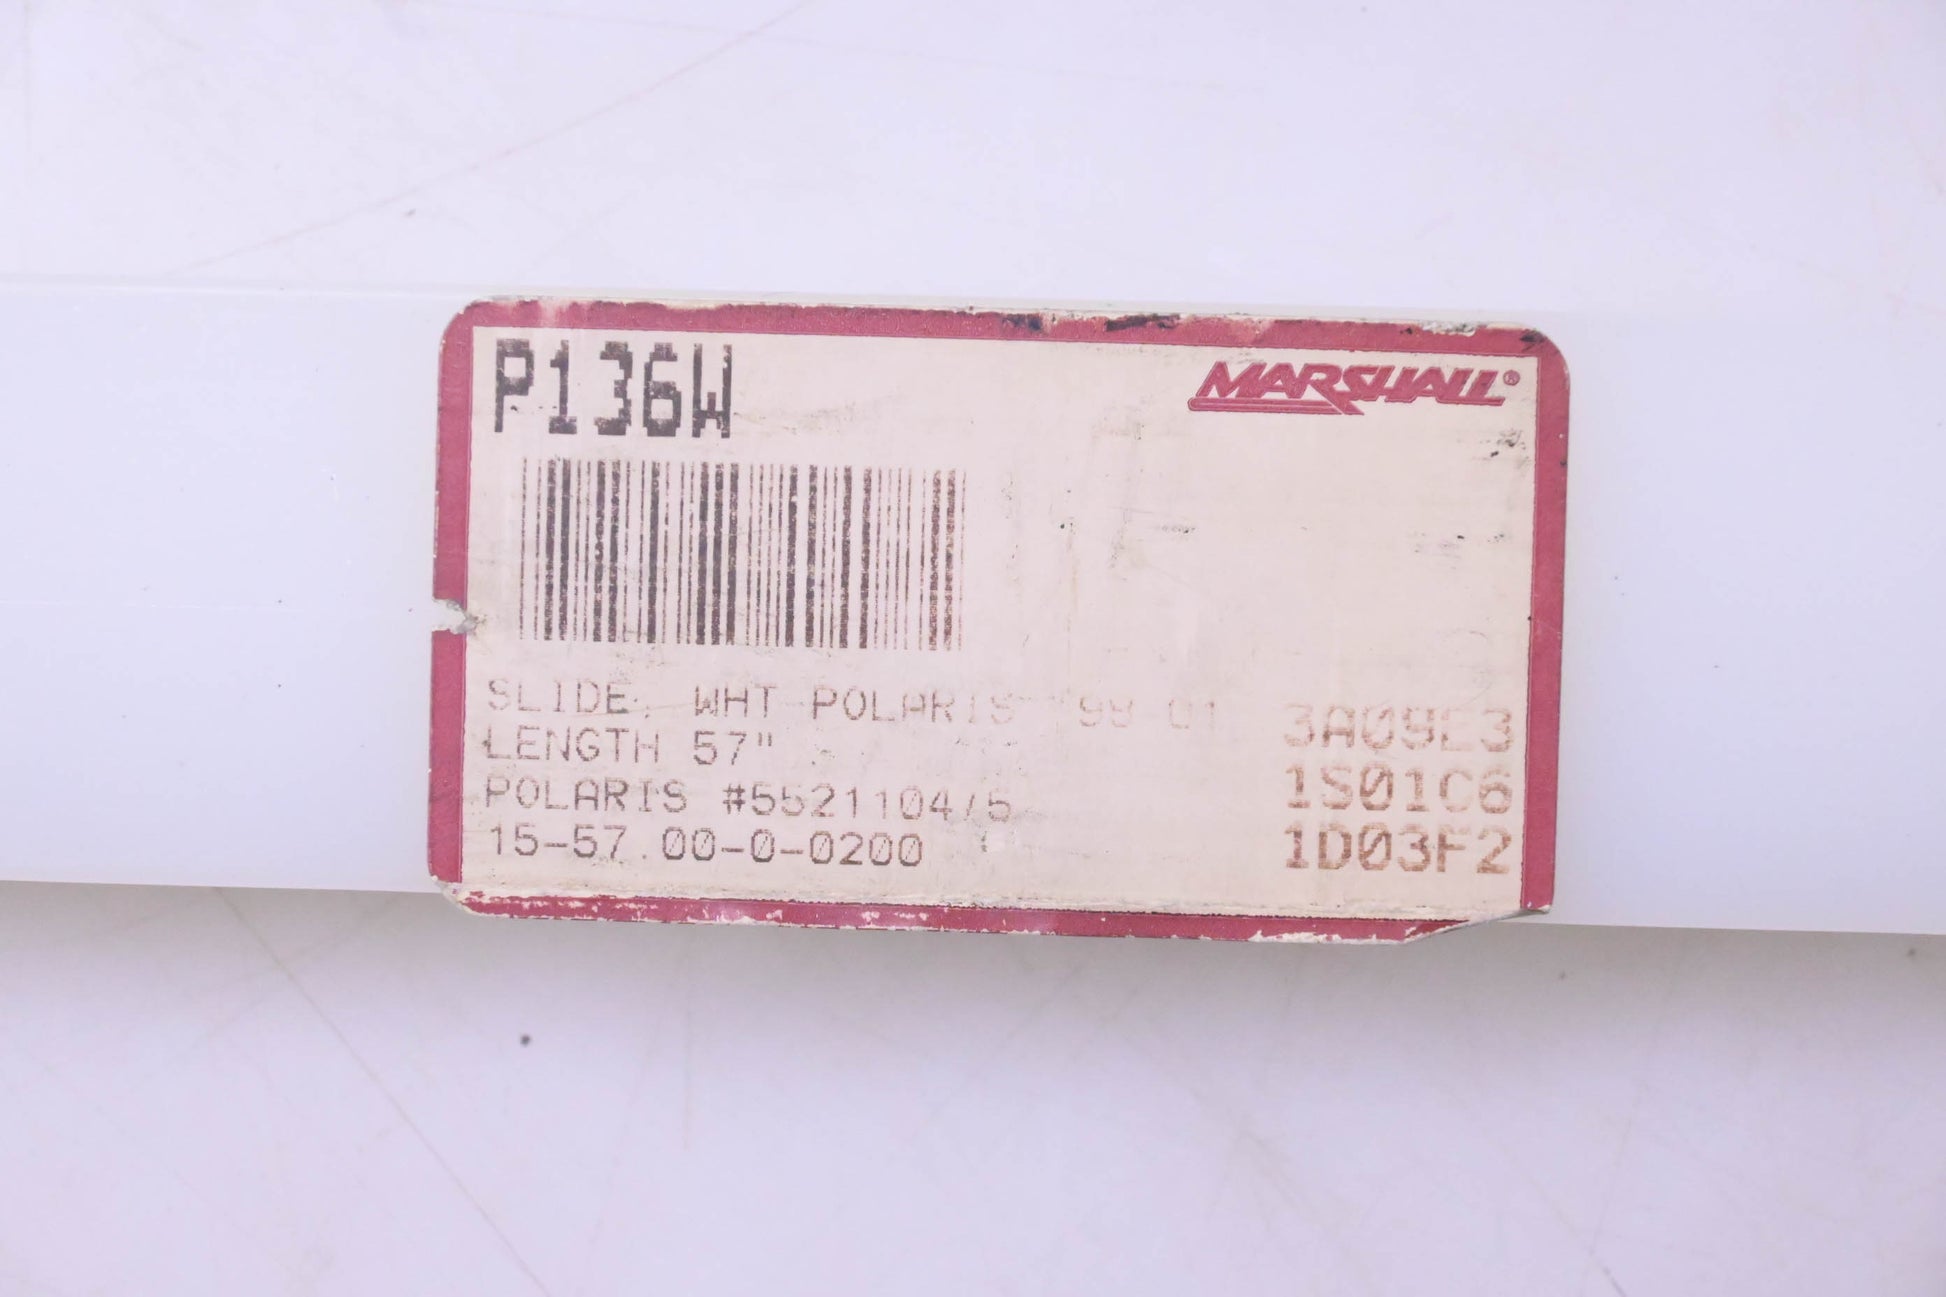 P136W
MARSHALL®
SLIDE, WHT POLARIS '98-01
LENGTH 57"
POLARIS #5521104/5
15-57.00-0-0200
3A09E3
1S01C6
1D03F2